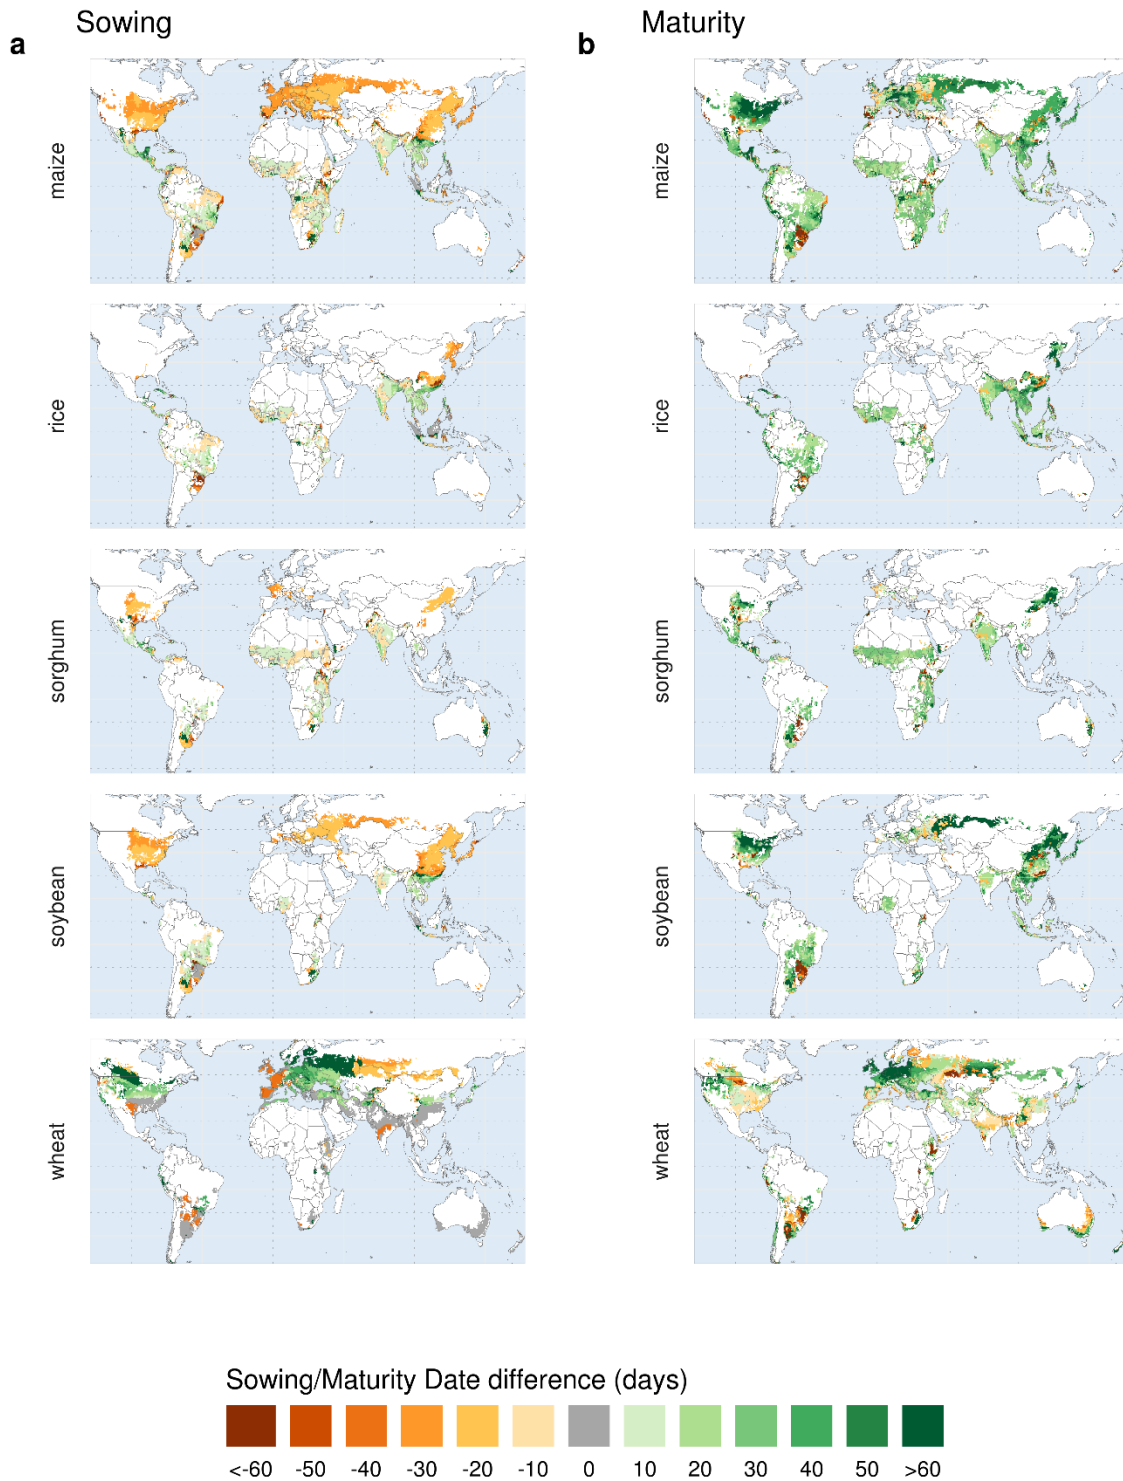 Sowing
Maturity
a
b
maize
maize
rice
rice
sorghum
sorghum
soybean
soybean
wheat
wheat
Sowing/Maturity Date difference (days)
<-60 -50 -40 -30 -20 -10 0 10 20 30 40 50 >60